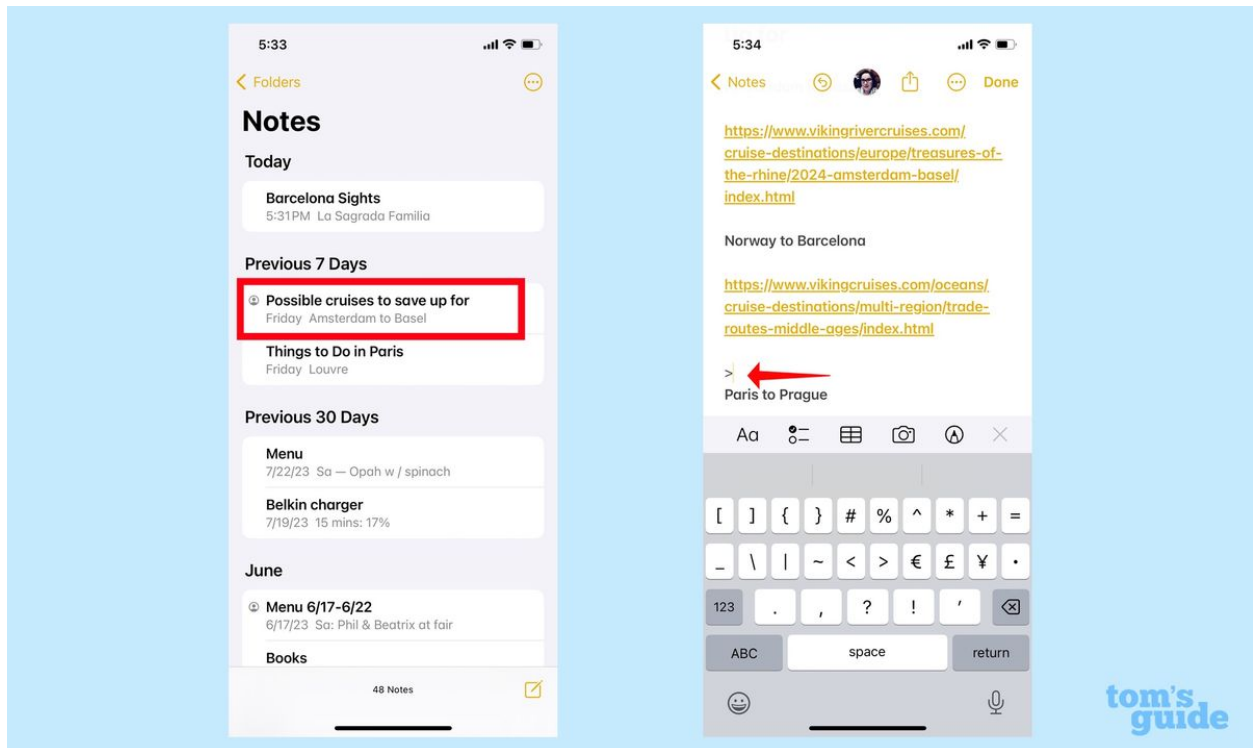 5:33
Folders
Notes
Today
Barcelona Sights
5:31PM La Sagrada Familia
Previous 7 Days
Possible cruises to save up for
Friday Amsterdam to Basel
Things to Do in Paris
Friday Louvre
Previous 30 Days
Menu
7/22/23 Sa — Opah w / spinach
Belkin charger
7/19/23 15 mins: 17%
June
Menu 6/17-6/22
6/17/23 Sa: Phil & Beatrix at fair
Books
48 Notes
5:34
Notes
Done
https://www.vikingrivercruises.com/
cruise-destinations/europe/treasures-of-
the-rhine/2024-amsterdam-basel/
index.html
Norway to Barcelona
https://www.vikingcruises.com/oceans/
cruise-destinations/multi-region/trade-
routes-middle-ages/index.html
>
Paris to Prague
Aa
[ ] { } # % ^ * + =
_ \ | ~ < > € £ ¥ •
123 . , ? ! ′
ABC space return
tom's
guide